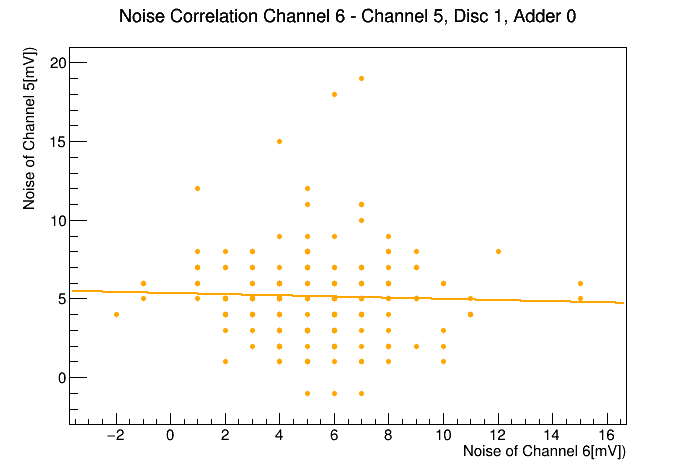 Noise Correlation Channel 6 - Channel 5, Disc 1, Adder 0
Noise of Channel 5[mV])
20
15
10
5
0
−2 0 2 4 6 8 10 12 14 16
Noise of Channel 6[mV])